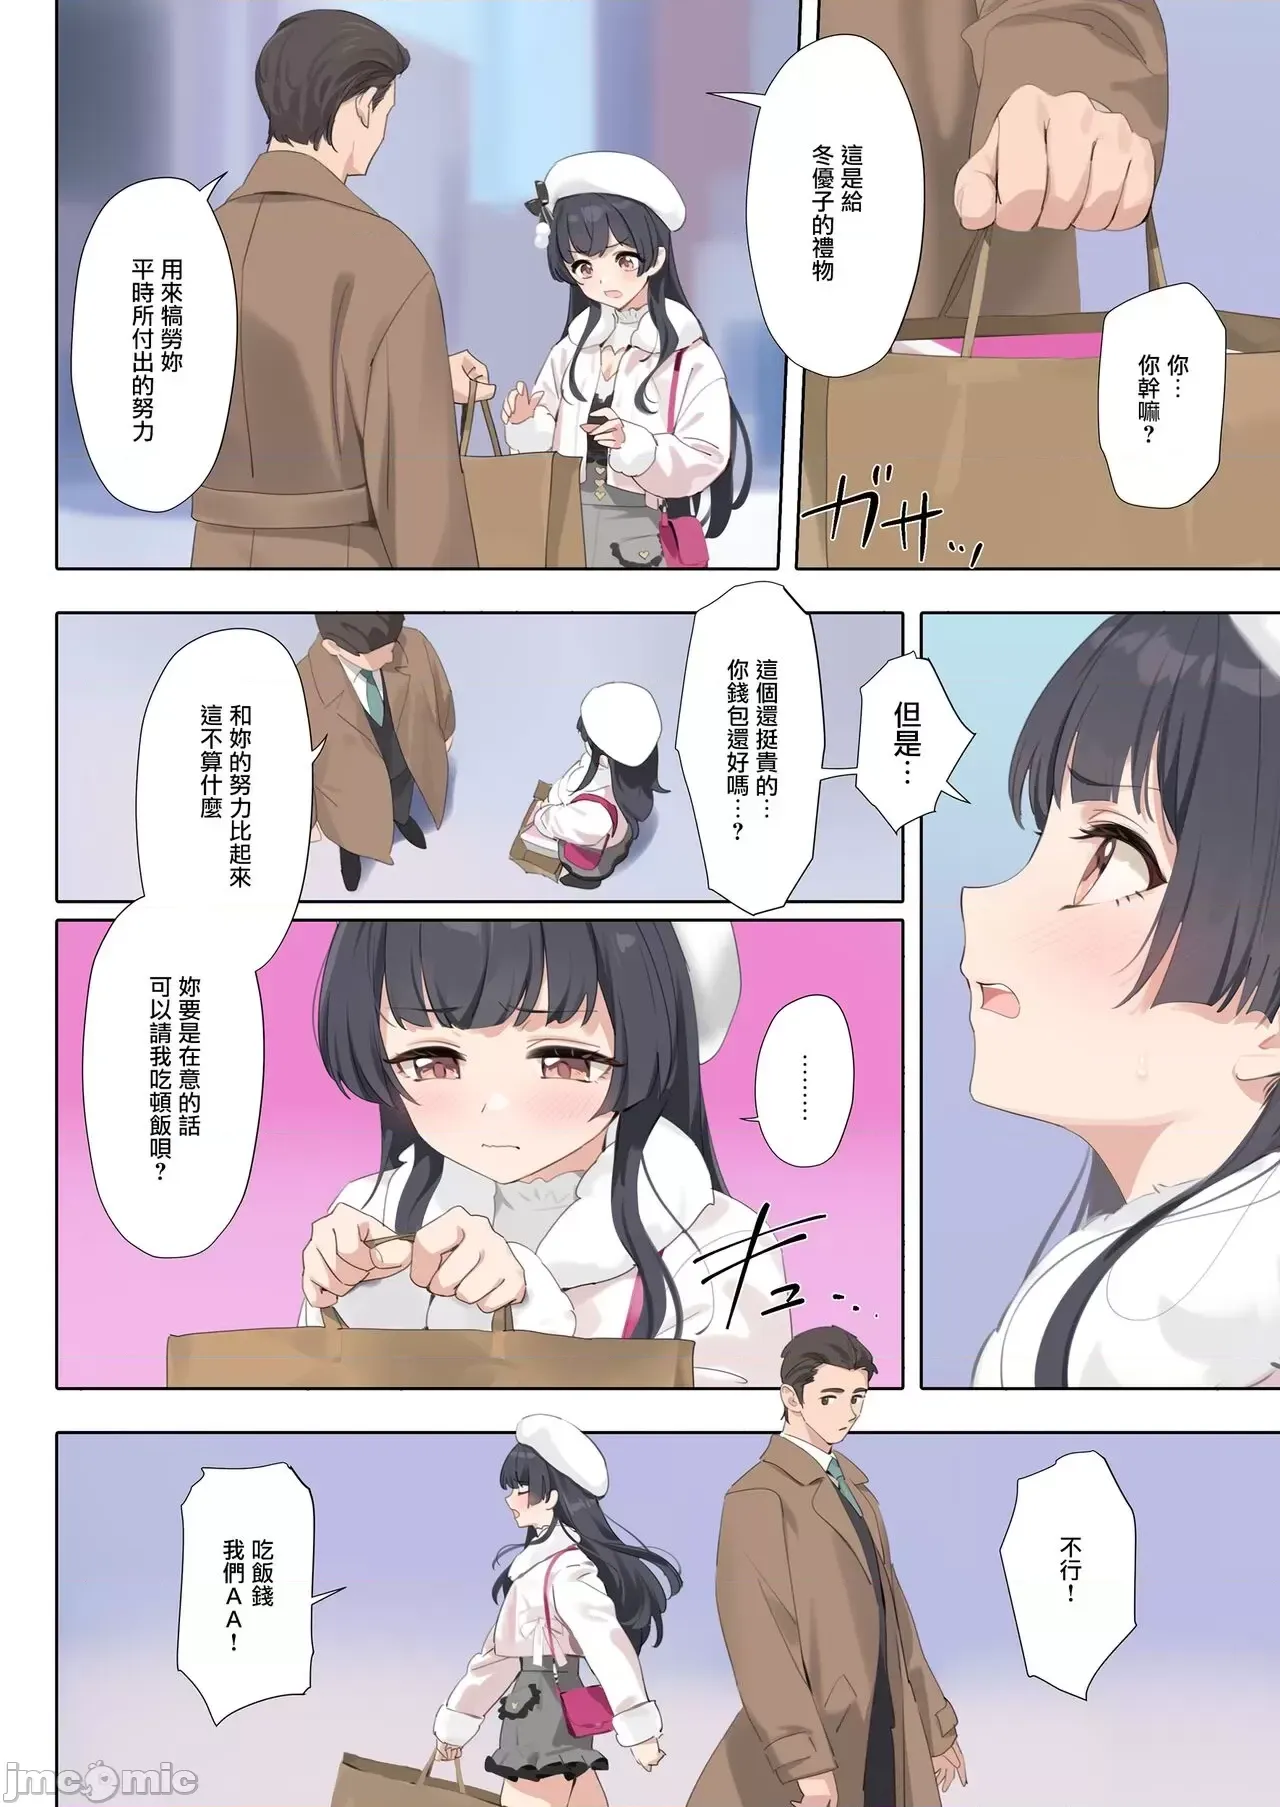 你…
你幹嘛?
這是給
冬優子的禮物
ガサ…
用來犒勞妳
平時所付出的努力
但是…
這個還挺貴的…
你錢包還好嗎…?
和妳的努力比起來
這不算什麼
妳要是在意的話
可以請我吃頓飯唄?
………
ギュ…
不行!
吃飯錢
我們AA!
jmcomic